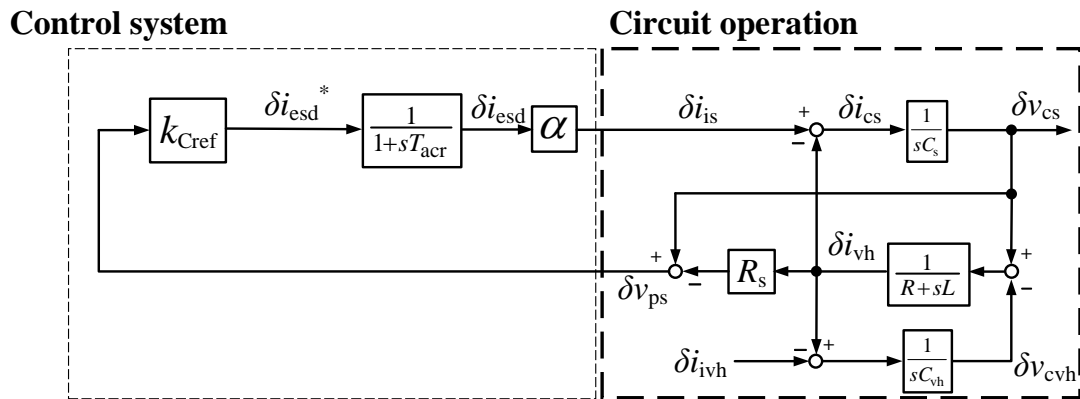 Control system
Circuit operation
k_Cref
δi_esd*
1
1+sT_acr
δi_esd
α
δi_is
+
−
δi_cs
1
sC_s
δv_cs
+
−
δv_ps
R_s
δi_vh
1
R+sL
+
−
δi_ivh
−
+
1
sC_vh
δv_cvh